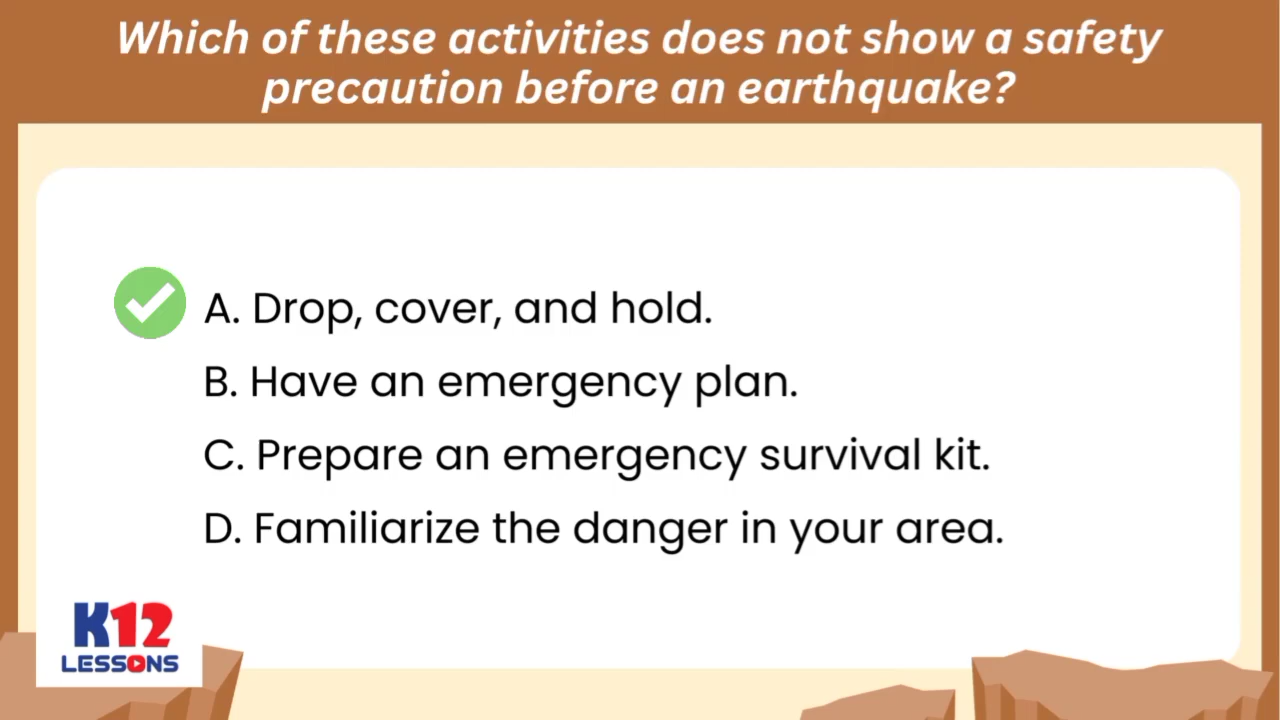 Which of these activities does not show a safety
precaution before an earthquake?
A. Drop, cover, and hold.
B. Have an emergency plan.
C. Prepare an emergency survival kit.
D. Familiarize the danger in your area.
K12
LESSONS